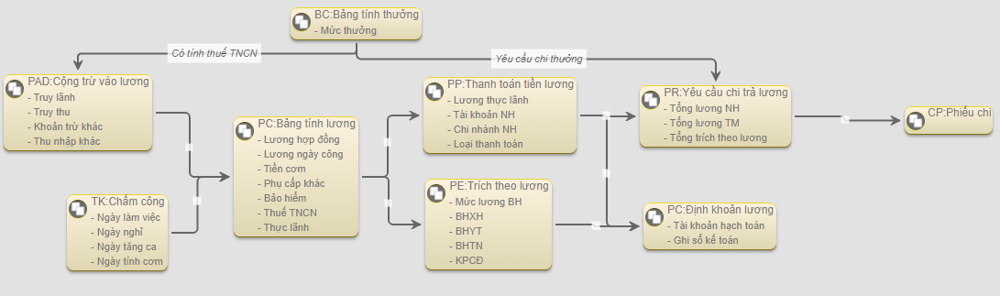 BC:Bảng tính thưởng
- Mức thưởng
Có tính thuế TNCN
Yêu cầu chi thưởng
PAD:Cộng trừ vào lương
- Truy lãnh
- Truy thu
- Khoản trừ khác
- Thu nhập khác
TK:Chấm công
- Ngày làm việc
- Ngày nghỉ
- Ngày tăng ca
- Ngày tính cơm
PC:Bảng tính lương
- Lương hợp đồng
- Lương ngày công
- Tiền cơm
- Phụ cấp khác
- Bảo hiểm
- Thuế TNCN
- Thực lãnh
PP:Thanh toán tiền lương
- Lương thực lãnh
- Tài khoản NH
- Chi nhánh NH
- Loại thanh toán
PE:Trích theo lương
- Mức lương BH
- BHXH
- BHYT
- BHTN
- KPCĐ
PR:Yêu cầu chi trả lương
- Tổng lương NH
- Tổng lương TM
- Tổng trích theo lương
PC:Định khoản lương
- Tài khoản hạch toán
- Ghi sổ kế toán
CP:Phiếu chi